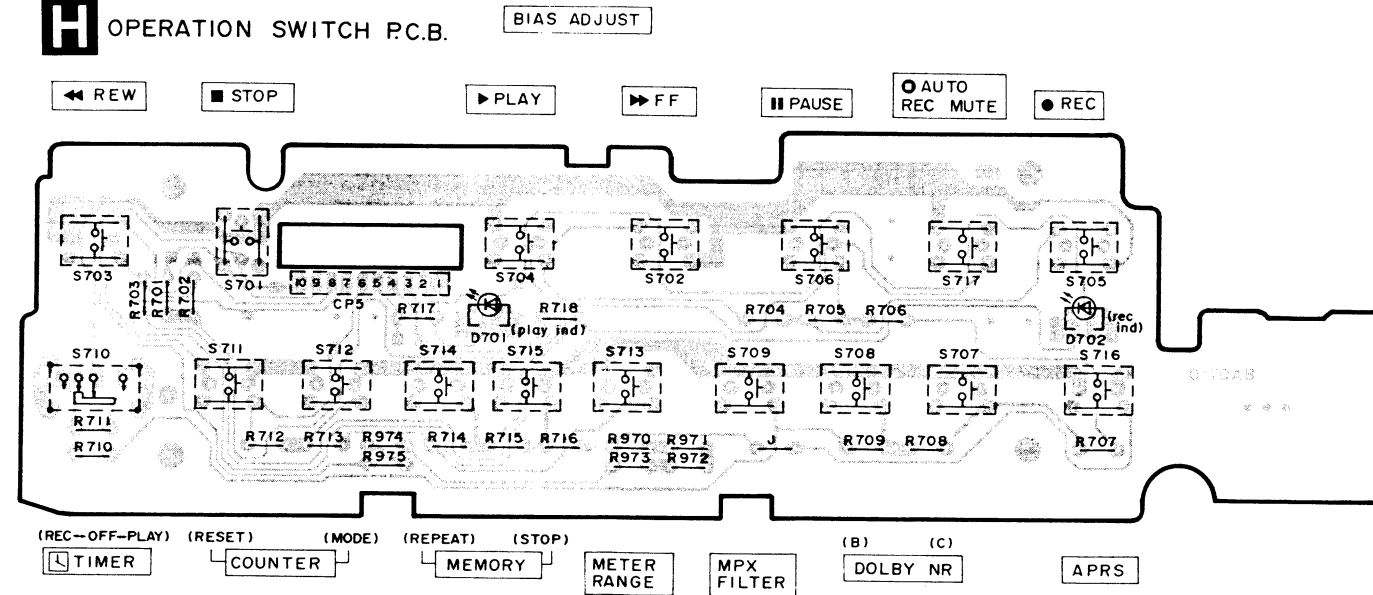 H OPERATION SWITCH P.C.B.
BIAS ADJUST
REW
STOP
PLAY
FF
PAUSE
AUTO
REC MUTE
REC
S703
S701
S704
S702
S706
S717
S705
10 9 8 7 6 5 4 3 2 1
CP5
R703
R701
R702
R717
D701
(play ind)
R718
R704
R705
R706
D702
(rec
ind)
S710
S711
S712
S714
S715
S713
S709
S708
S707
S716
R711
R710
R712
R713
R974
R975
R714
R715
R716
R970
R971
R973
R972
J
R709
R708
R707
(REC-OFF-PLAY)
TIMER
(RESET)
(MODE)
COUNTER
(REPEAT)
(STOP)
MEMORY
METER
RANGE
MPX
FILTER
(B)
(C)
DOLBY NR
APRS